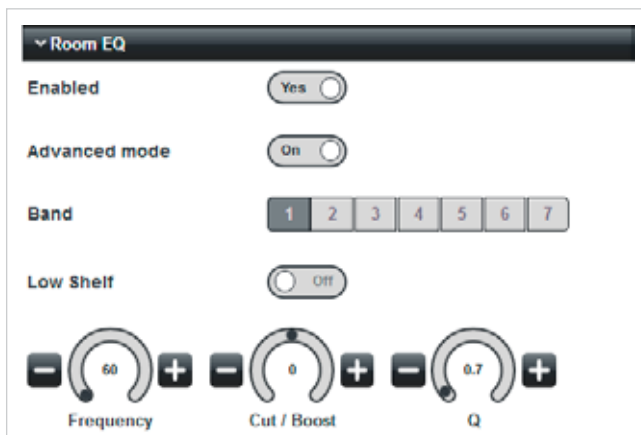 Room EQ
Enabled Yes
Advanced mode On
Band 1 2 3 4 5 6 7
Low Shelf Off
60 0 0.7
Frequency Cut / Boost Q